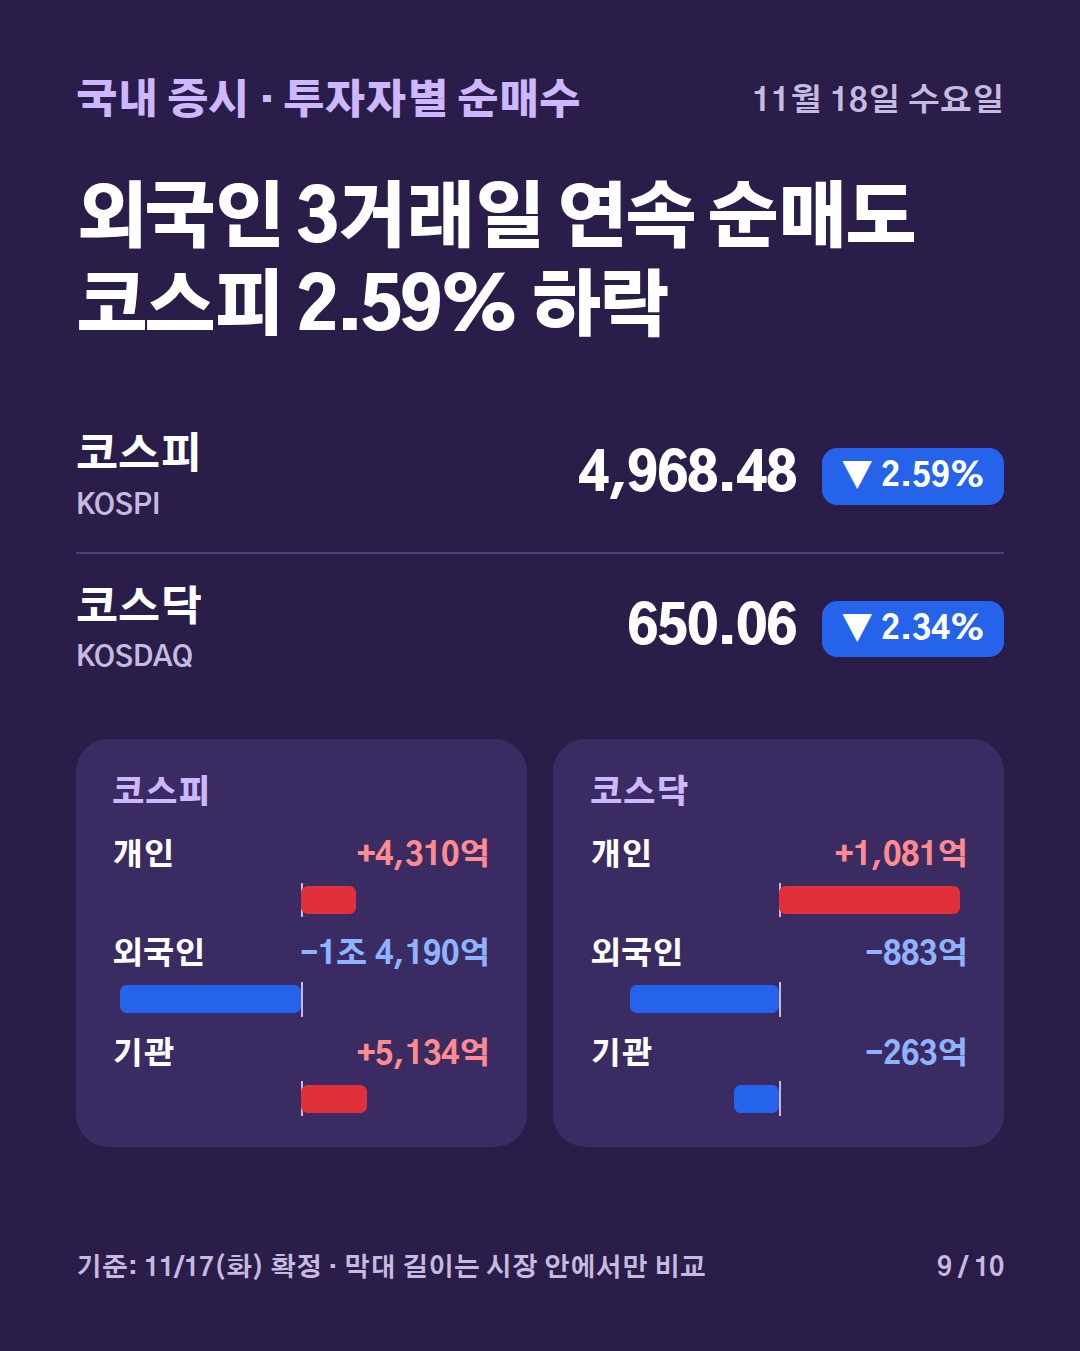 국내 증시 · 투자자별 순매수
11월 18일 수요일
외국인 3거래일 연속 순매도
코스피 2.59% 하락
코스피
KOSPI
4,968.48
▼ 2.59%
코스닥
KOSDAQ
650.06
▼ 2.34%
코스피
개인 +4,310억
외국인 −1조 4,190억
기관 +5,134억
코스닥
개인 +1,081억
외국인 −883억
기관 −263억
기준: 11/17(화) 확정 · 막대 길이는 시장 안에서만 비교
9 / 10